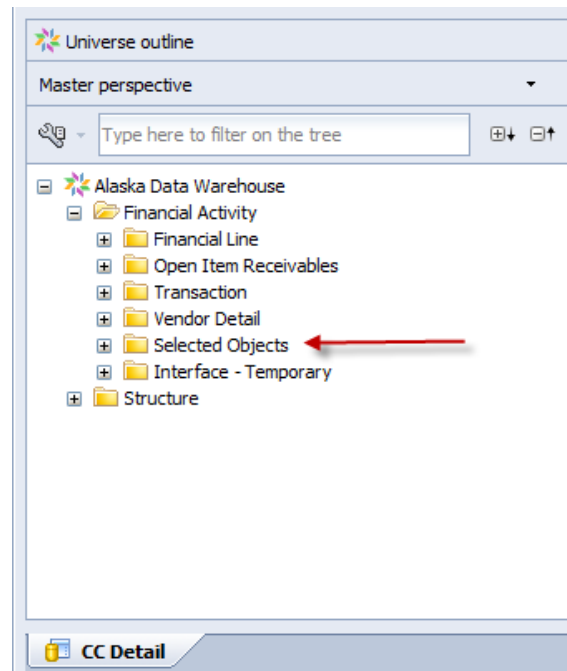 Universe outline
Master perspective
Type here to filter on the tree
Alaska Data Warehouse
Financial Activity
Financial Line
Open Item Receivables
Transaction
Vendor Detail
Selected Objects
Interface - Temporary
Structure
CC Detail